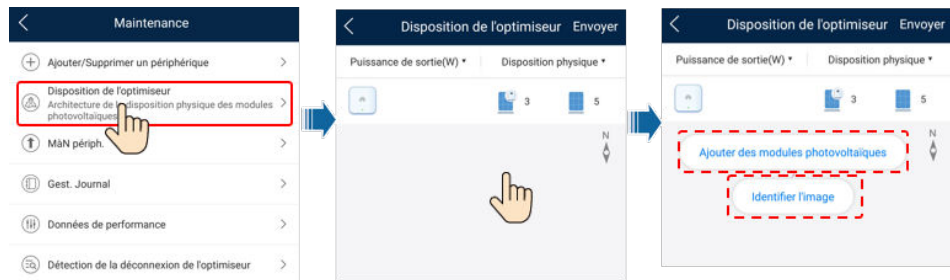 Maintenance
Ajouter/Supprimer un périphérique
Disposition de l'optimiseur
Architecture de la disposition physique des modules
photovoltaïques
MàN périph.
Gest. Journal
Données de performance
Détection de la déconnexion de l'optimiseur
Disposition de l'optimiseur Envoyer
Puissance de sortie(W) Disposition physique
3 5
N
Disposition de l'optimiseur Envoyer
Puissance de sortie(W) Disposition physique
3 5
N
Ajouter des modules photovoltaïques
Identifier l'image